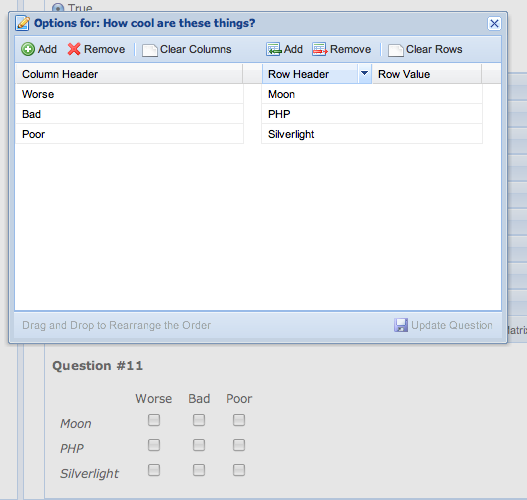 True
Options for: How cool are these things?
Add Remove Clear Columns Add Remove Clear Rows
Column Header Row Header Row Value
Worse Moon
Bad PHP
Poor Silverlight
Drag and Drop to Rearrange the Order Update Question
Question #11
Worse Bad Poor
Moon
PHP
Silverlight